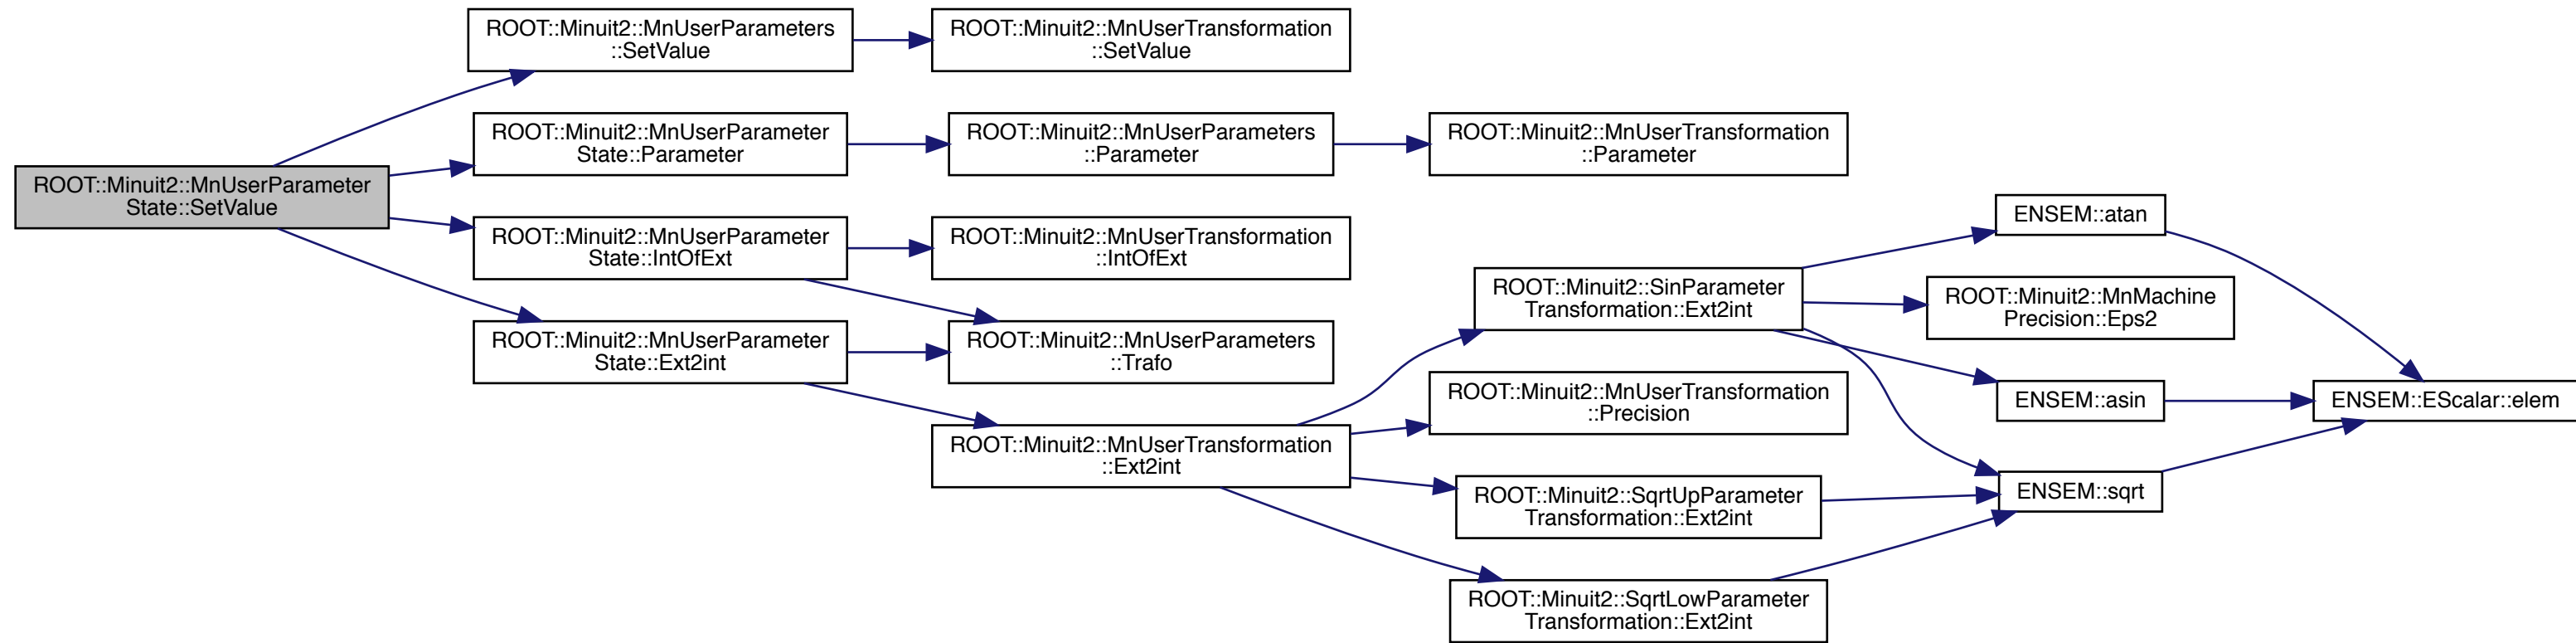 ROOT::Minuit2::MnUserParameter
State::SetValue
ROOT::Minuit2::MnUserParameters
::SetValue
ROOT::Minuit2::MnUserTransformation
::SetValue
ROOT::Minuit2::MnUserParameter
State::Parameter
ROOT::Minuit2::MnUserParameters
::Parameter
ROOT::Minuit2::MnUserTransformation
::Parameter
ROOT::Minuit2::MnUserParameter
State::IntOfExt
ROOT::Minuit2::MnUserTransformation
::IntOfExt
ROOT::Minuit2::MnUserParameter
State::Ext2int
ROOT::Minuit2::MnUserParameters
::Trafo
ROOT::Minuit2::MnUserTransformation
::Ext2int
ROOT::Minuit2::SinParameter
Transformation::Ext2int
ROOT::Minuit2::MnUserTransformation
::Precision
ROOT::Minuit2::SqrtUpParameter
Transformation::Ext2int
ROOT::Minuit2::SqrtLowParameter
Transformation::Ext2int
ENSEM::atan
ROOT::Minuit2::MnMachine
Precision::Eps2
ENSEM::asin
ENSEM::sqrt
ENSEM::EScalar::elem